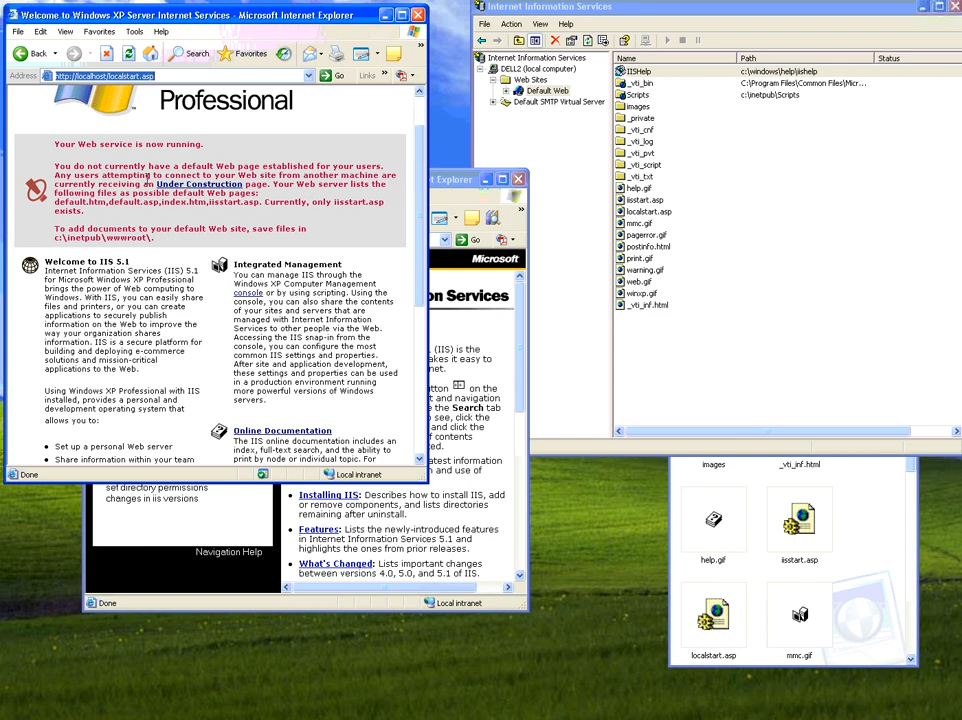 Welcome to Windows XP Server Internet Services - Microsoft Internet Explorer
File Edit View Favorites Tools Help
Back Search Favorites
Address http://localhost/localstart.asp Go Links
Professional
Your Web service is now running.
You do not currently have a default Web page established for your users.
Any users attempting to connect to your Web site from another machine are
currently receiving an Under Construction page. Your Web server lists the
following files as possible default Web pages:
default.htm,default.asp,index.htm,iisstart.asp. Currently, only iisstart.asp
exists.
To add documents to your default Web site, save files in
c:\inetpub\wwwroot\.
Welcome to IIS 5.1
Internet Information Services (IIS) 5.1
for Microsoft Windows XP Professional
brings the power of Web computing to
Windows. With IIS, you can easily share
files and printers, or you can create
applications to securely publish
information on the Web to improve the
way your organization shares
information. IIS is a secure platform for
building and deploying e-commerce
solutions and mission-critical
applications to the Web.
Using Windows XP Professional with IIS
installed, provides a personal and
development operating system that
allows you to:
Set up a personal Web server
Share information within your team
Integrated Management
You can manage IIS through the
Windows XP Computer Management
console or by using scripting. Using the
console, you can also share the contents
of your sites and servers that are
managed with Internet Information
Services to other people via the Web.
Accessing the IIS snap-in from the
console, you can configure the most
common IIS settings and properties.
After site and application development,
these settings and properties can be used
in a production environment running
more powerful versions of Windows
servers.
Online Documentation
The IIS online documentation includes an
index, full-text search, and the ability to
print by node or individual topic. For
Done Local intranet
Explorer
Go
Microsoft
on Services
(IIS) is the
akes it easy to
net.
utton on the
t and navigation
e the Search tab
to see, click the
and click the
f contents
ed.
atest information
n and use of
set directory permissions
changes in iis versions
Navigation Help
Installing IIS: Describes how to install IIS, add
or remove components, and lists directories
remaining after uninstall.
Features: Lists the newly-introduced features
in Internet Information Services 5.1 and
highlights the ones from prior releases.
What's Changed: Lists important changes
between versions 4.0, 5.0, and 5.1 of IIS.
Done Local intranet
Internet Information Services
File Action View Help
Internet Information Services
DELL2 (local computer)
Web Sites
Default Web
Default SMTP Virtual Server
Name Path Status
IISHelp c:\windows\help\iishelp
_vti_bin C:\Program Files\Common Files\Micr...
Scripts c:\inetpub\Scripts
images
_private
_vti_cnf
_vti_log
_vti_pvt
_vti_script
_vti_txt
help.gif
iisstart.asp
localstart.asp
mmc.gif
pagerror.gif
postinfo.html
print.gif
warning.gif
web.gif
winxp.gif
_vti_inf.html
images _vti_inf.html
help.gif iisstart.asp
localstart.asp mmc.gif